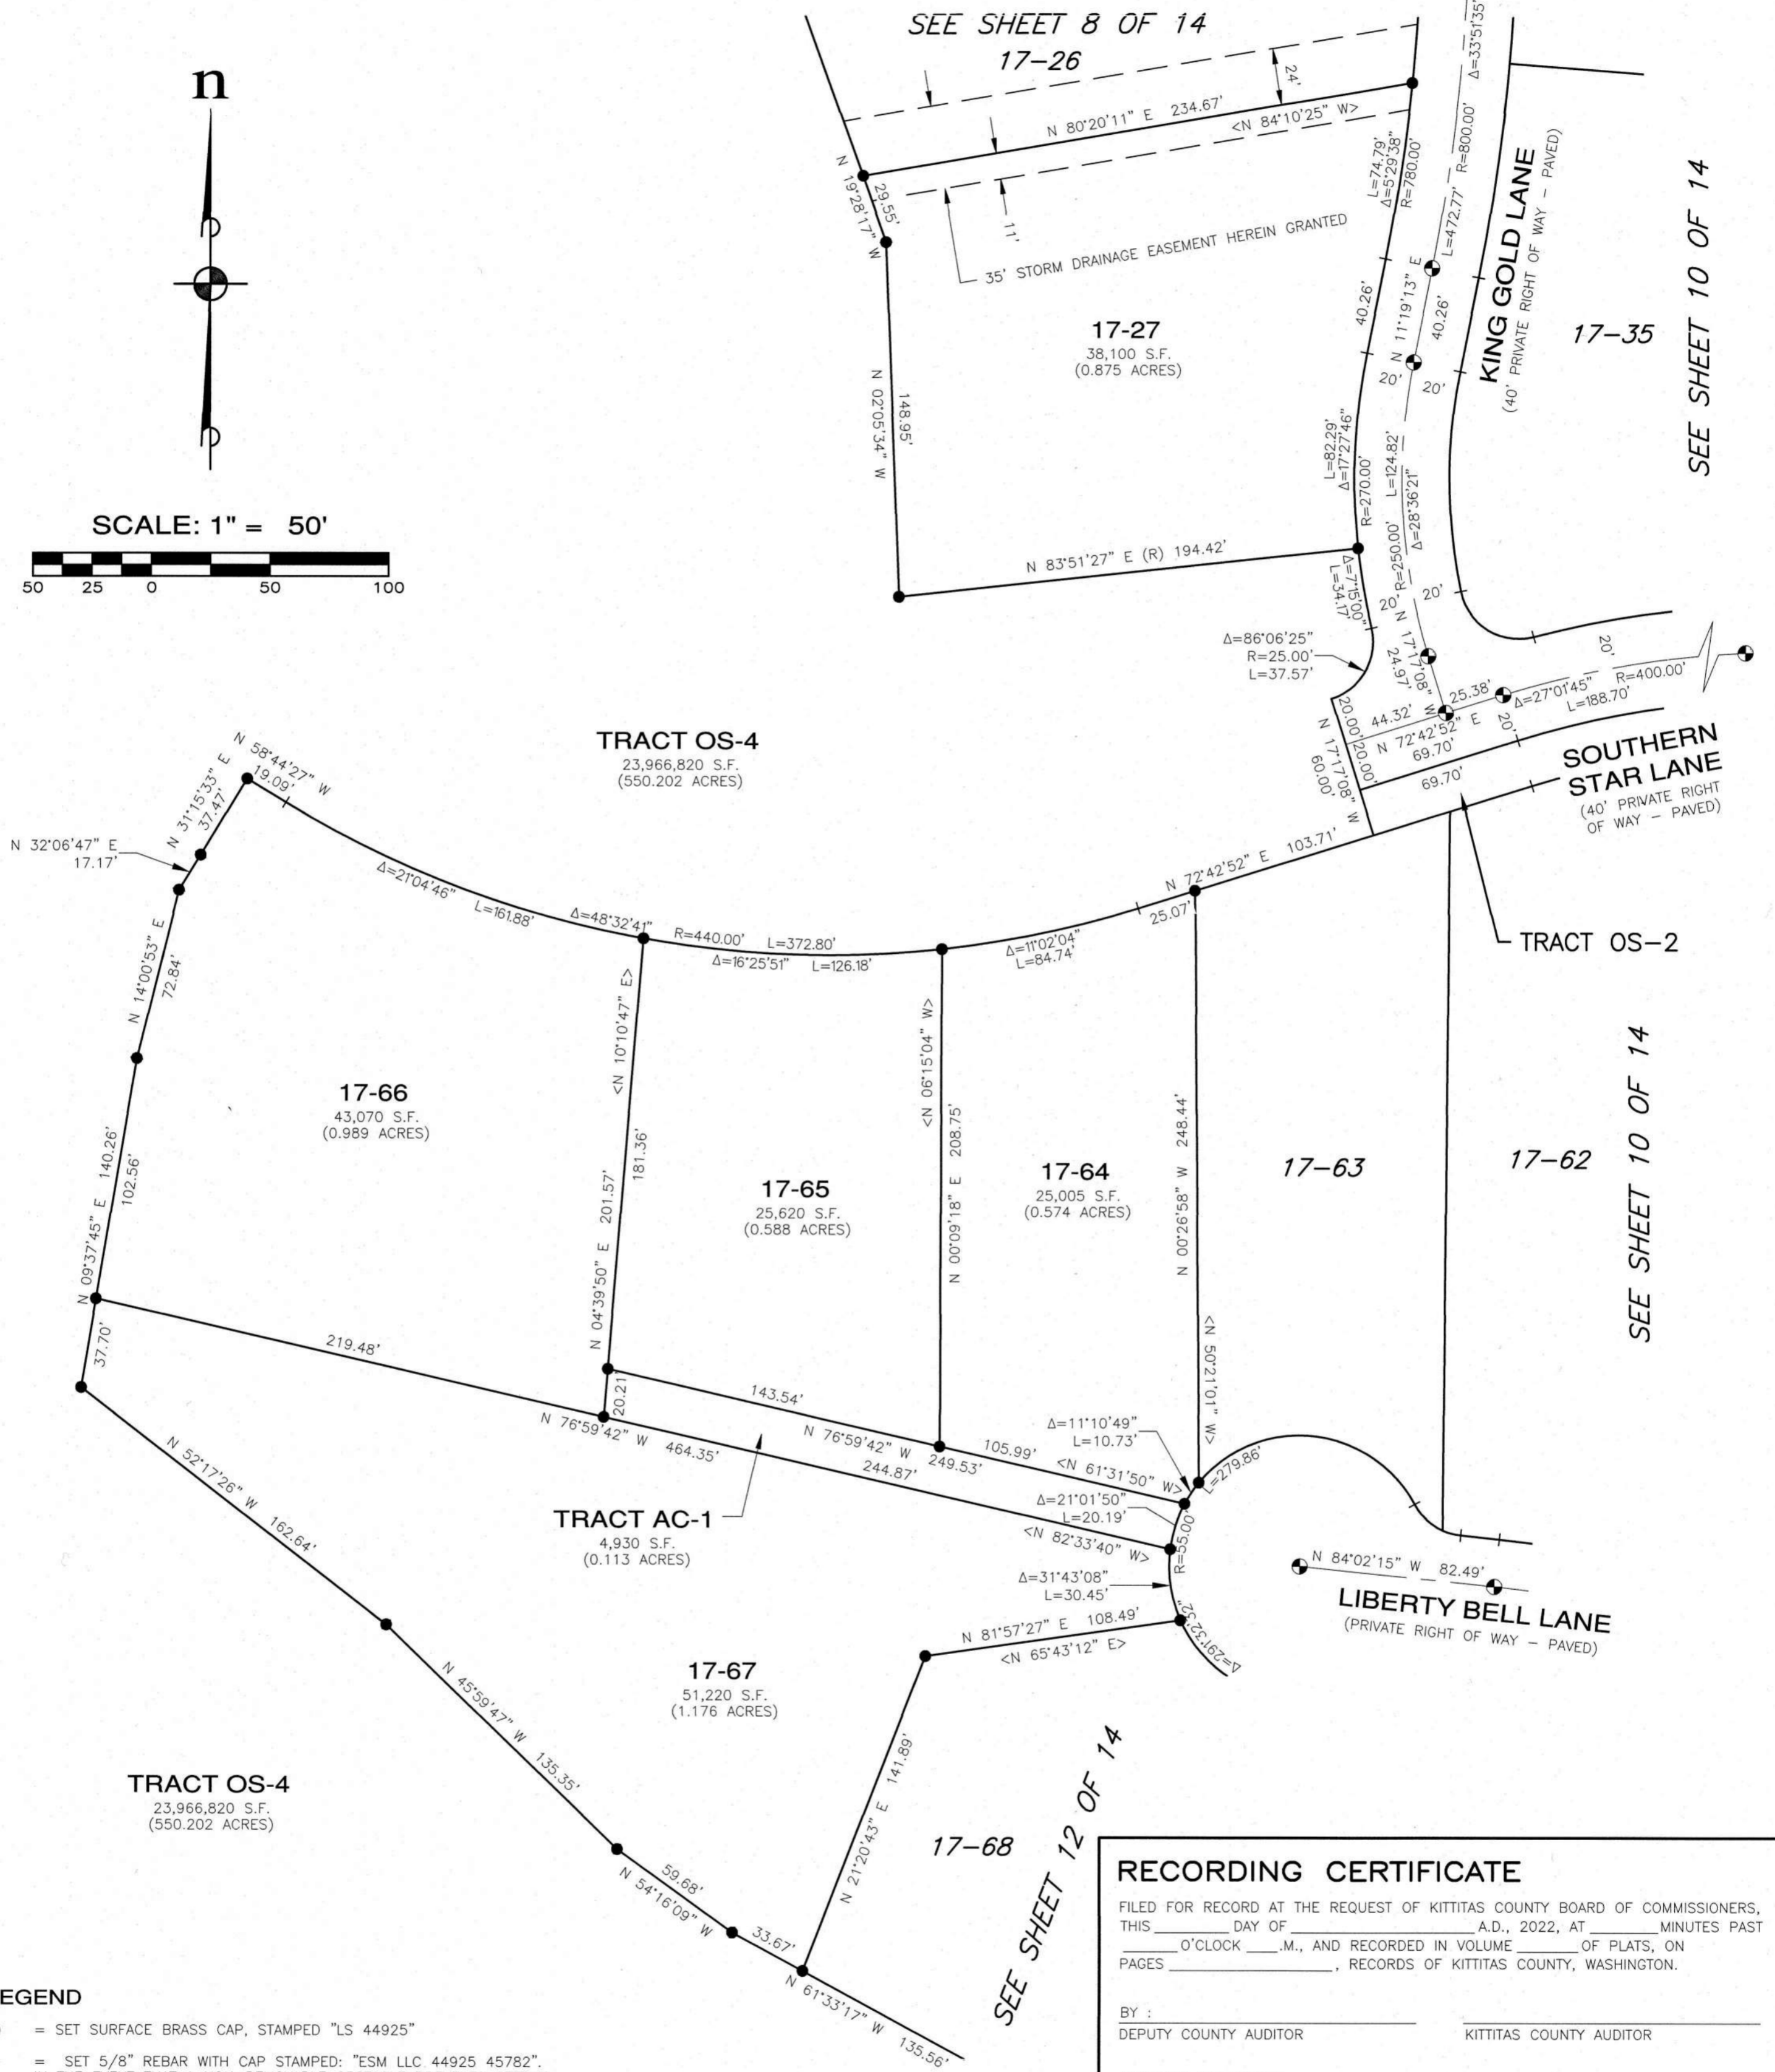 SEE SHEET 8 OF 14
17-26
n
SCALE: 1" = 50'
50 25 0 50 100
24'
N 80°20'11" E 234.67'
<N 84°10'25" W>
N 19°28'17" W
29.55'
11'
35' STORM DRAINAGE EASEMENT HEREIN GRANTED
L=74.79'
Δ=5°29'38"
R=780.00'
Δ=33°51'35"
R=800.00'
L=472.77'
KING GOLD LANE
(40' PRIVATE RIGHT OF WAY - PAVED)
17-35
SEE SHEET 10 OF 14
17-27
38,100 S.F.
(0.875 ACRES)
40.26'
N 11°19'13" E
40.26'
20' 20'
N 02°05'34" W
148.95'
L=82.29'
Δ=17°27'46"
R=270.00'
L=124.82'
Δ=28°36'21"
R=250.00'
N 83°51'27" E (R) 194.42'
Δ=7°15'00"
L=34.17'
20' 20'
N 17°17'08" W
24.97'
Δ=86°06'25"
R=25.00'
L=37.57'
20.00'
20.00'
N 17°17'08" W
60.00'
44.32'
25.38'
N 72°42'52" E
69.70'
69.70'
20'
20'
Δ=27°01'45"
R=400.00'
L=188.70'
SOUTHERN
STAR LANE
(40' PRIVATE RIGHT
OF WAY - PAVED)
TRACT OS-2
TRACT OS-4
23,966,820 S.F.
(550.202 ACRES)
N 58°44'27" W
19.09'
N 31°15'33" E
37.47'
N 32°06'47" E
17.17'
N 14°00'53" E
72.84'
Δ=21°04'46" L=161.88'
Δ=48°32'41" R=440.00' L=372.80'
Δ=16°25'51" L=126.18'
Δ=11°02'04"
L=84.74'
N 72°42'52" E 103.71'
25.07'
<N 10°10'47" E>
N 04°39'50" E 201.57'
181.36'
20.21'
<N 06°15'04" W>
N 00°09'18" E 208.75'
N 00°26'58" W 248.44'
<N 50°21'01" W>
17-66
43,070 S.F.
(0.989 ACRES)
17-65
25,620 S.F.
(0.588 ACRES)
17-64
25,005 S.F.
(0.574 ACRES)
17-63
17-62
SEE SHEET 10 OF 14
N 09°37'45" E 140.26'
102.56'
37.70'
219.48'
143.54'
N 76°59'42" W 464.35'
N 76°59'42" W 249.53'
244.87'
105.99'
<N 61°31'50" W>
Δ=11°10'49"
L=10.73'
L=279.86'
Δ=21°01'50"
L=20.19'
<N 82°33'40" W>
R=55.00'
Δ=31°43'08"
L=30.45'
Δ=291°32'32"
N 84°02'15" W 82.49'
LIBERTY BELL LANE
(PRIVATE RIGHT OF WAY - PAVED)
TRACT AC-1
4,930 S.F.
(0.113 ACRES)
N 52°17'26" W 162.64'
N 81°57'27" E 108.49'
<N 65°43'12" E>
17-67
51,220 S.F.
(1.176 ACRES)
N 45°59'47" W 135.35'
N 21°20'43" E 141.89'
TRACT OS-4
23,966,820 S.F.
(550.202 ACRES)
59.68'
N 54°16'09" W
33.67'
N 61°33'17" W 135.56'
17-68
SEE SHEET 12 OF 14
EGEND
= SET SURFACE BRASS CAP, STAMPED "LS 44925"
= SET 5/8" REBAR WITH CAP STAMPED: "ESM LLC 44925 45782".
RECORDING CERTIFICATE
FILED FOR RECORD AT THE REQUEST OF KITTITAS COUNTY BOARD OF COMMISSIONERS,
THIS ________ DAY OF ____________________ A.D., 2022, AT _______ MINUTES PAST
______ O'CLOCK ___.M., AND RECORDED IN VOLUME ______ OF PLATS, ON
PAGES __________________, RECORDS OF KITTITAS COUNTY, WASHINGTON.
BY :
DEPUTY COUNTY AUDITOR
KITTITAS COUNTY AUDITOR